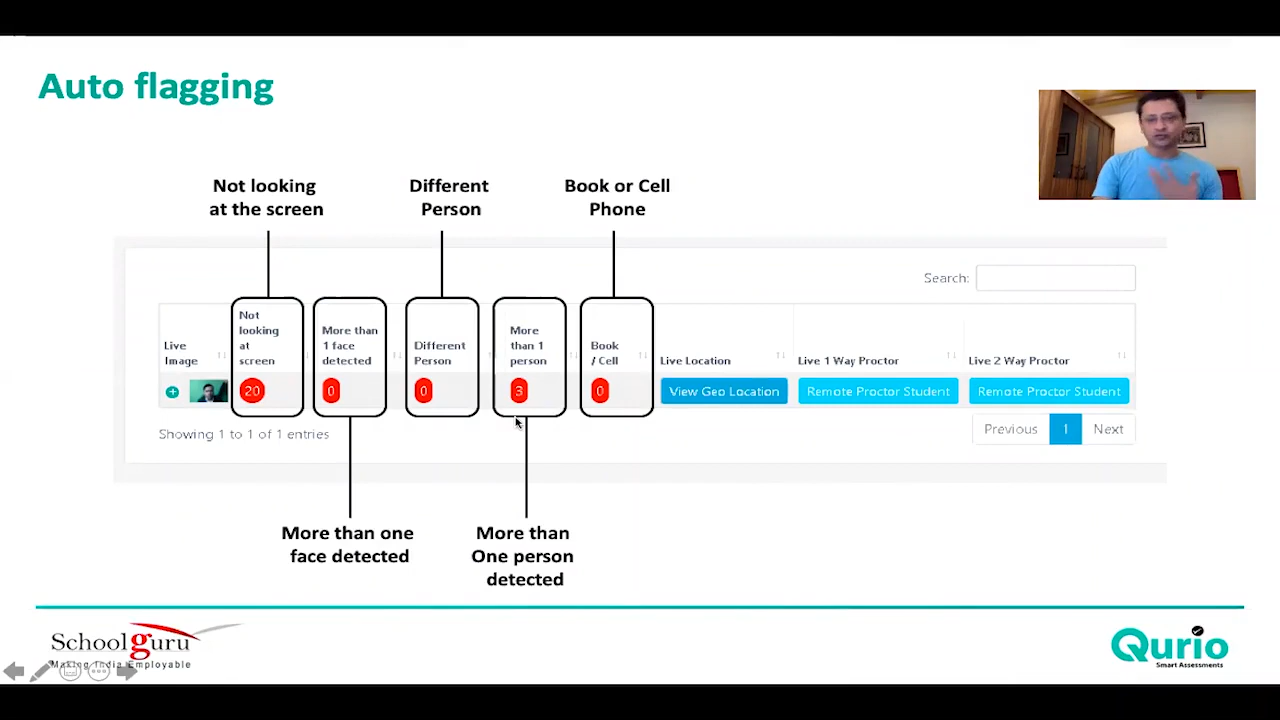 Auto flagging
Not looking
at the screen
Different
Person
Book or Cell
Phone
Search:
Live
Image
Not
looking
at
screen
More than
1 face
detected
Different
Person
More
than 1
person
Book
/ Cell
Live Location
Live 1 Way Proctor
Live 2 Way Proctor
20
0
0
3
0
View Geo Location
Remote Proctor Student
Remote Proctor Student
Showing 1 to 1 of 1 entries
Previous
1
Next
More than one
face detected
More than
One person
detected
Schoolguru
Making India Employable
Qurio
Smart Assessments